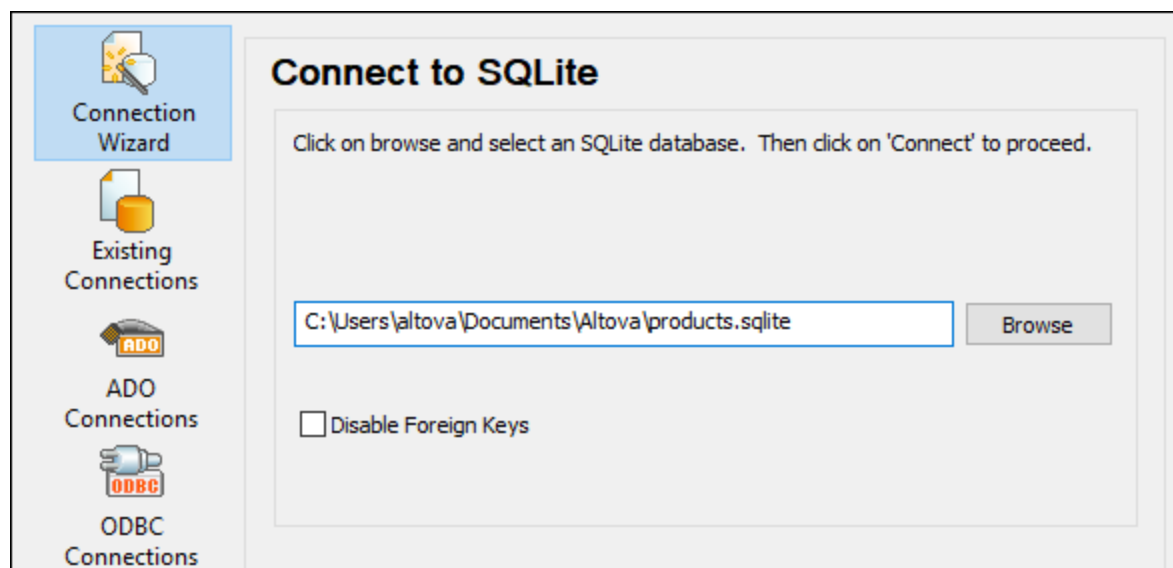 Connection
Wizard
Existing
Connections
ADO
ADO
Connections
ODBC
ODBC
Connections
Connect to SQLite
Click on browse and select an SQLite database. Then click on 'Connect' to proceed.
C:\Users\altova\Documents\Altova\products.sqlite
Browse
Disable Foreign Keys